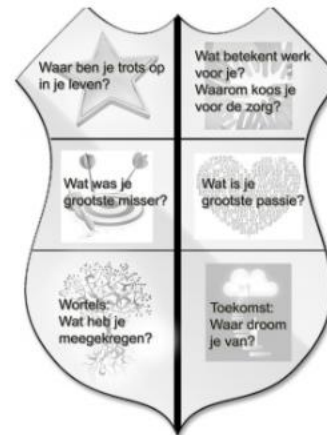 Waar ben je trots op
in je leven?
Wat betekent werk
voor je?
Waarom koos je
voor de zorg?
Wat was je
grootste misser?
Wat is je
grootste passie?
Wortels:
Wat heb je
meegekregen?
Toekomst:
Waar droom
je van?